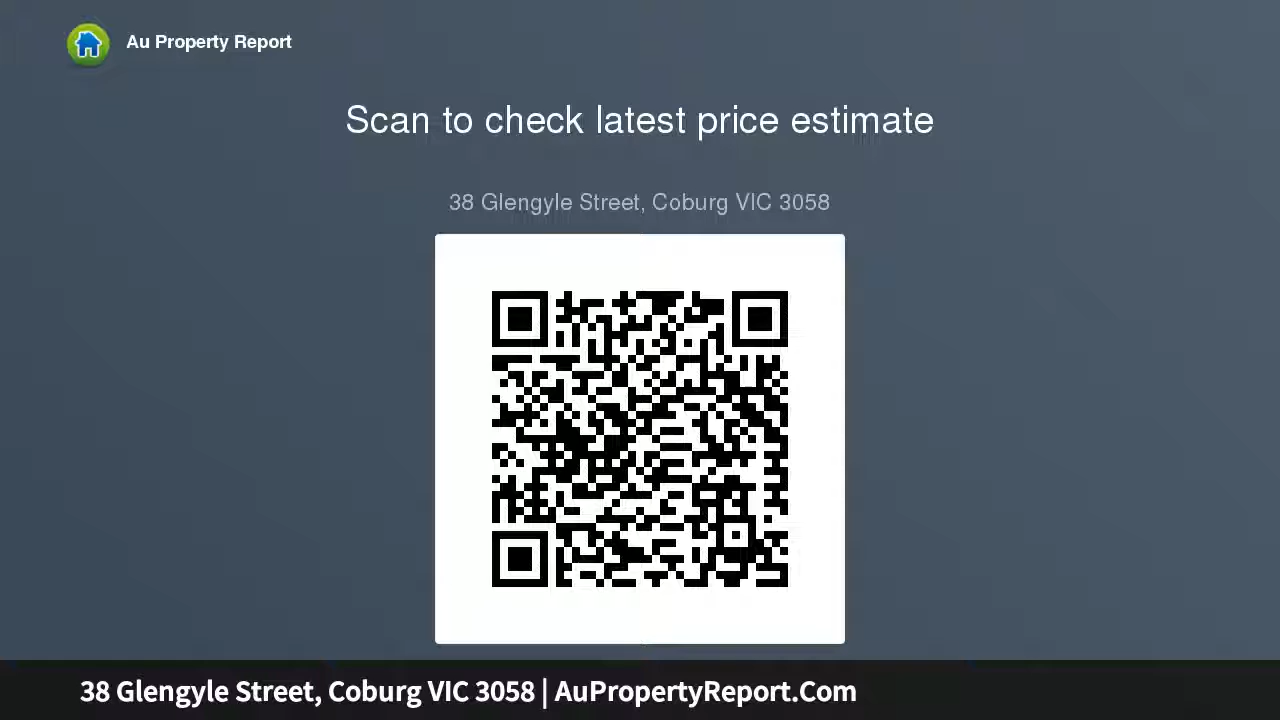 Au Property Report
Scan to check latest price estimate
38 Glengyle Street, Coburg VIC 3058
38 Glengyle Street, Coburg VIC 3058 | AuPropertyReport.Com